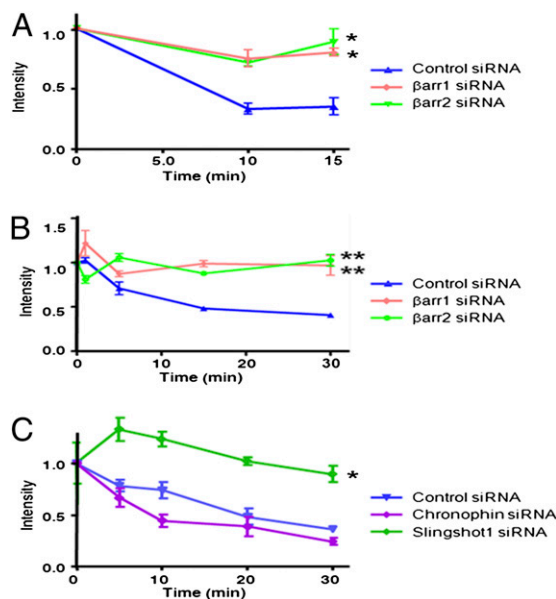 A
1.0
0.5
0.0
Intensity
0
5.0
10
15
Time (min)
*
*
Control siRNA
βarr1 siRNA
βarr2 siRNA
B
1.5
1.0
0.5
0.0
Intensity
0
10
20
30
Time (min)
**
**
Control siRNA
βarr1 siRNA
βarr2 siRNA
C
1.0
0.5
0.0
Intensity
0
10
20
30
Time (min)
*
Control siRNA
Chronophin siRNA
Slingshot1 siRNA